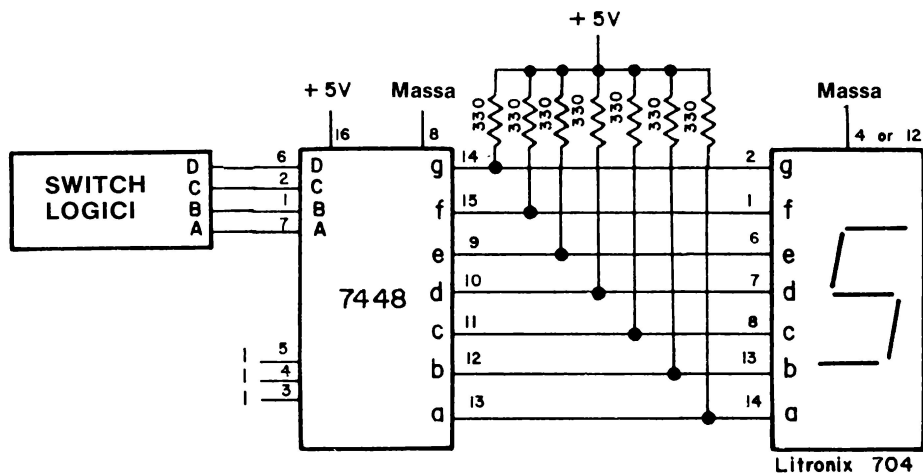 + 5V
+ 5V Massa Massa
330 330 330 330 330 330 330
16 8 4 or 12
SWITCH LOGICI
D 6 D g 14 2 g
C 2 C
B 1 B f 15 1 f
A 7 A
e 9 6 e
7448 d 10 7 d
c 11 8 c
1 5
1 4 b 12 13 b
1 3
a 13 14 a
Litronix 704